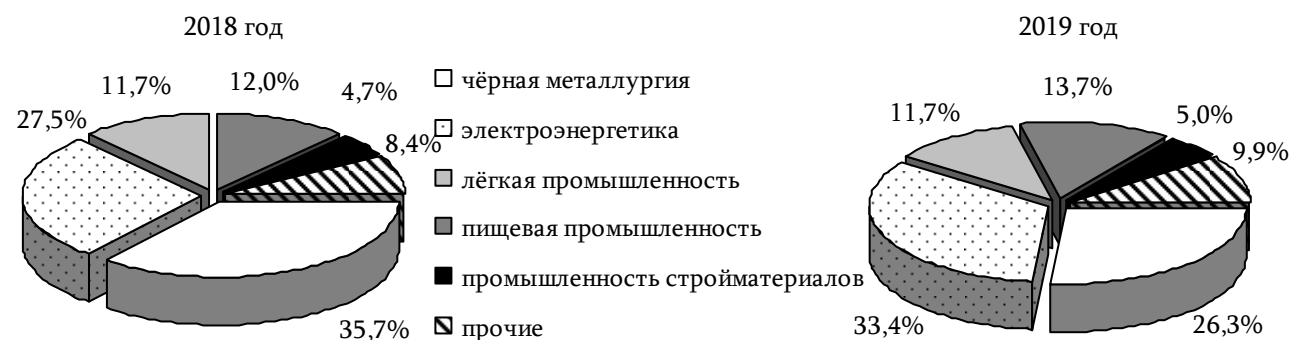 2018 год
2019 год
11,7%
12,0%
4,7%
27,5%
8,4%
35,7%
чёрная металлургия
электроэнергетика
лёгкая промышленность
пищевая промышленность
промышленность стройматериалов
прочие
13,7%
11,7%
5,0%
9,9%
33,4%
26,3%